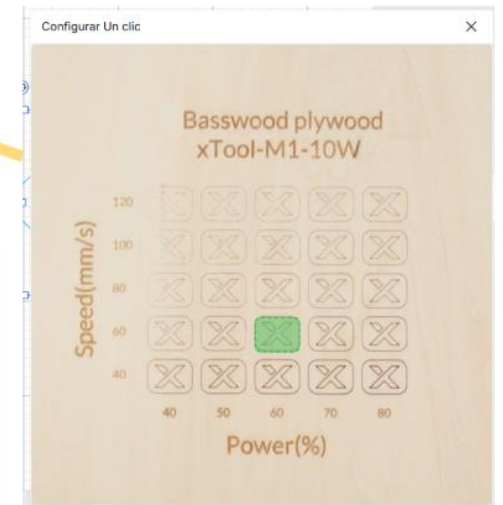 Configurar Un clic
Basswood plywood
xTool-M1-10W
Speed(mm/s)
120
100
80
60
40
40 50 60 70 80
Power(%)